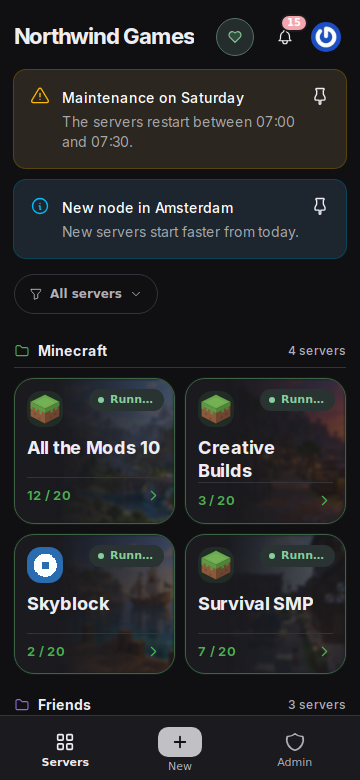 Northwind Games
15
Maintenance on Saturday
The servers restart between 07:00
and 07:30.
New node in Amsterdam
New servers start faster from today.
All servers
Minecraft
4 servers
Runn...
All the Mods 10
12 / 20
Runn...
Creative
Builds
3 / 20
Runn...
Skyblock
2 / 20
Runn...
Survival SMP
7 / 20
Friends
3 servers
Servers
New
Admin